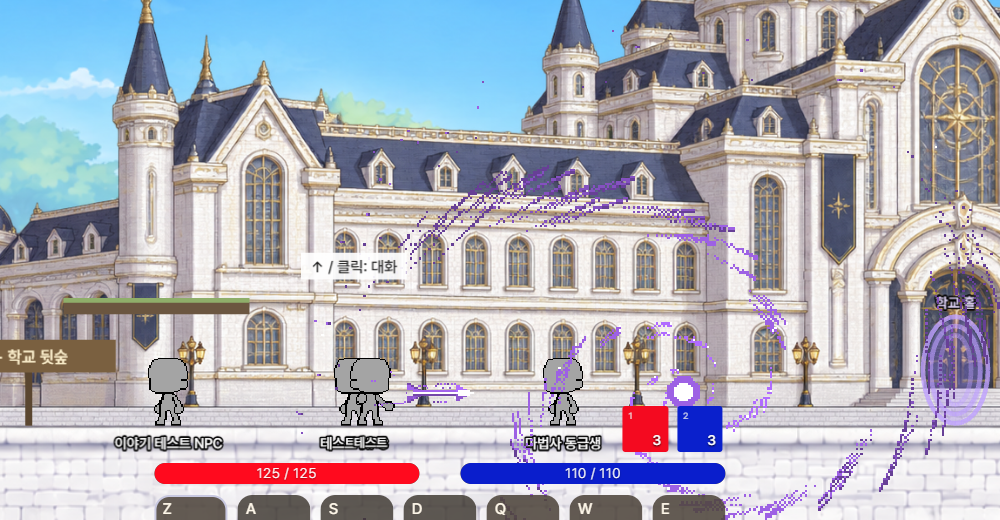 ↑ / 클릭: 대화
학교 홀
- 학교 뒷숲
이야기 테스트 NPC
테스트테스트
마법사 동급생
1
3
2
3
125 / 125
110 / 110
Z
A
S
D
Q
W
E